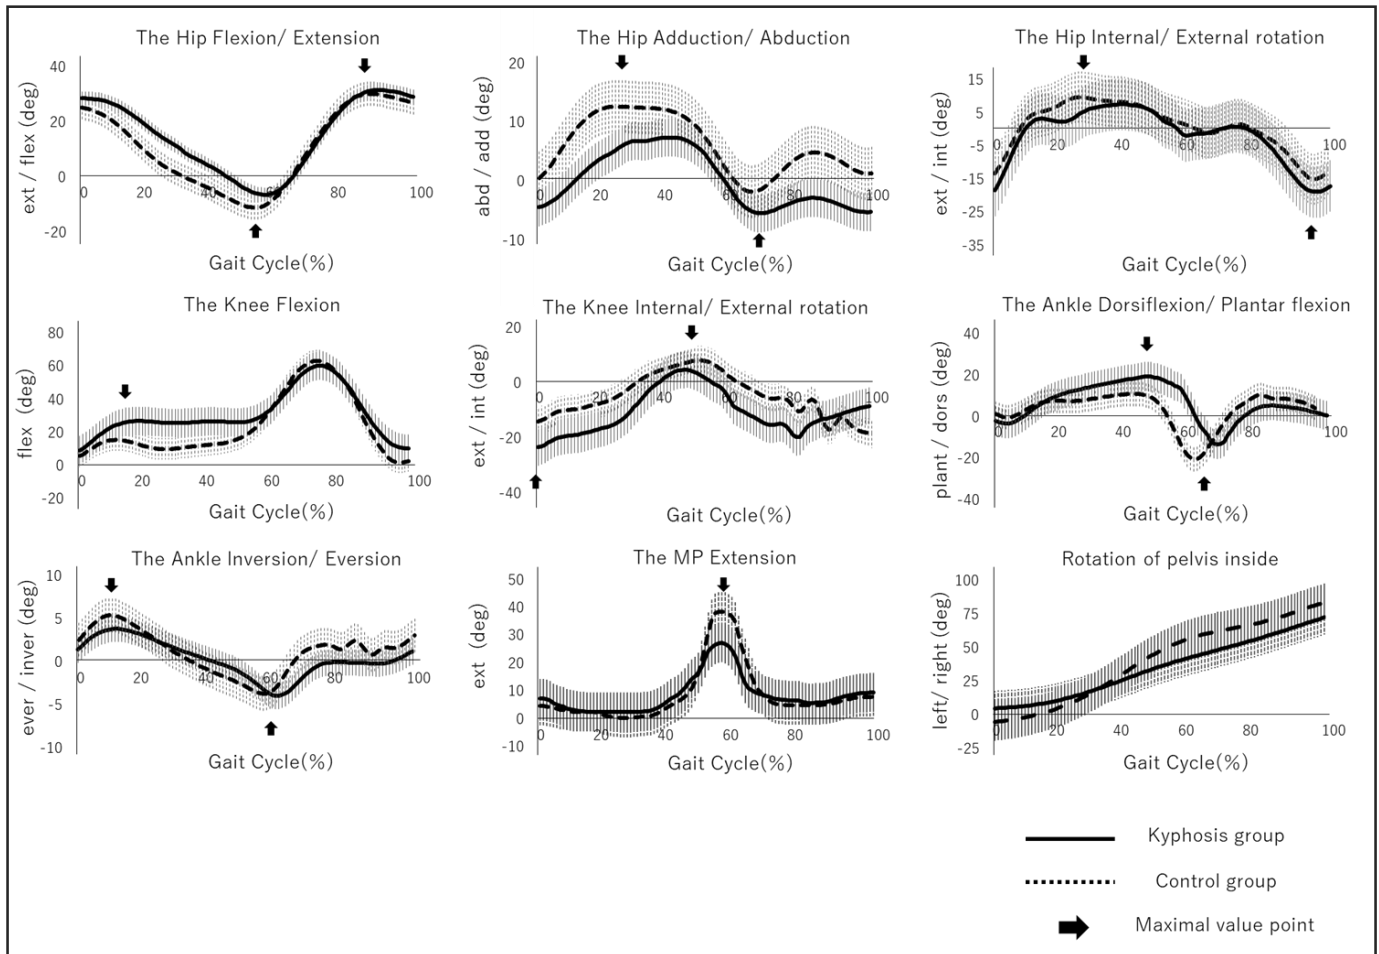 The Hip Flexion/ Extension
ext / flex (deg)
40
20
0
-20
0 20 40 60 80 100
Gait Cycle(%)
The Hip Adduction/ Abduction
abd / add (deg)
20
10
0
-10
0 20 40 60 80 100
Gait Cycle(%)
The Hip Internal/ External rotation
ext / int (deg)
15
5
-5
-15
-25
-35
0 20 40 60 80 100
Gait Cycle(%)
The Knee Flexion
flex (deg)
80
60
40
20
0
-20
0 20 40 60 80 100
Gait Cycle(%)
The Knee Internal/ External rotation
ext / int (deg)
20
0
-20
-40
0 20 40 60 80 100
Gait Cycle(%)
The Ankle Dorsiflexion/ Plantar flexion
plant / dors (deg)
40
20
0
-20
-40
0 20 40 60 80 100
Gait Cycle(%)
The Ankle Inversion/ Eversion
ever / inver (deg)
10
5
0
-5
-10
0 20 40 60 80 100
Gait Cycle(%)
The MP Extension
ext (deg)
50
40
30
20
10
0
-10
0 20 40 60 80 100
Gait Cycle(%)
Rotation of pelvis inside
left/ right (deg)
100
75
50
25
0
-25
0 20 40 60 80 100
Gait Cycle(%)
Kyphosis group
Control group
Maximal value point